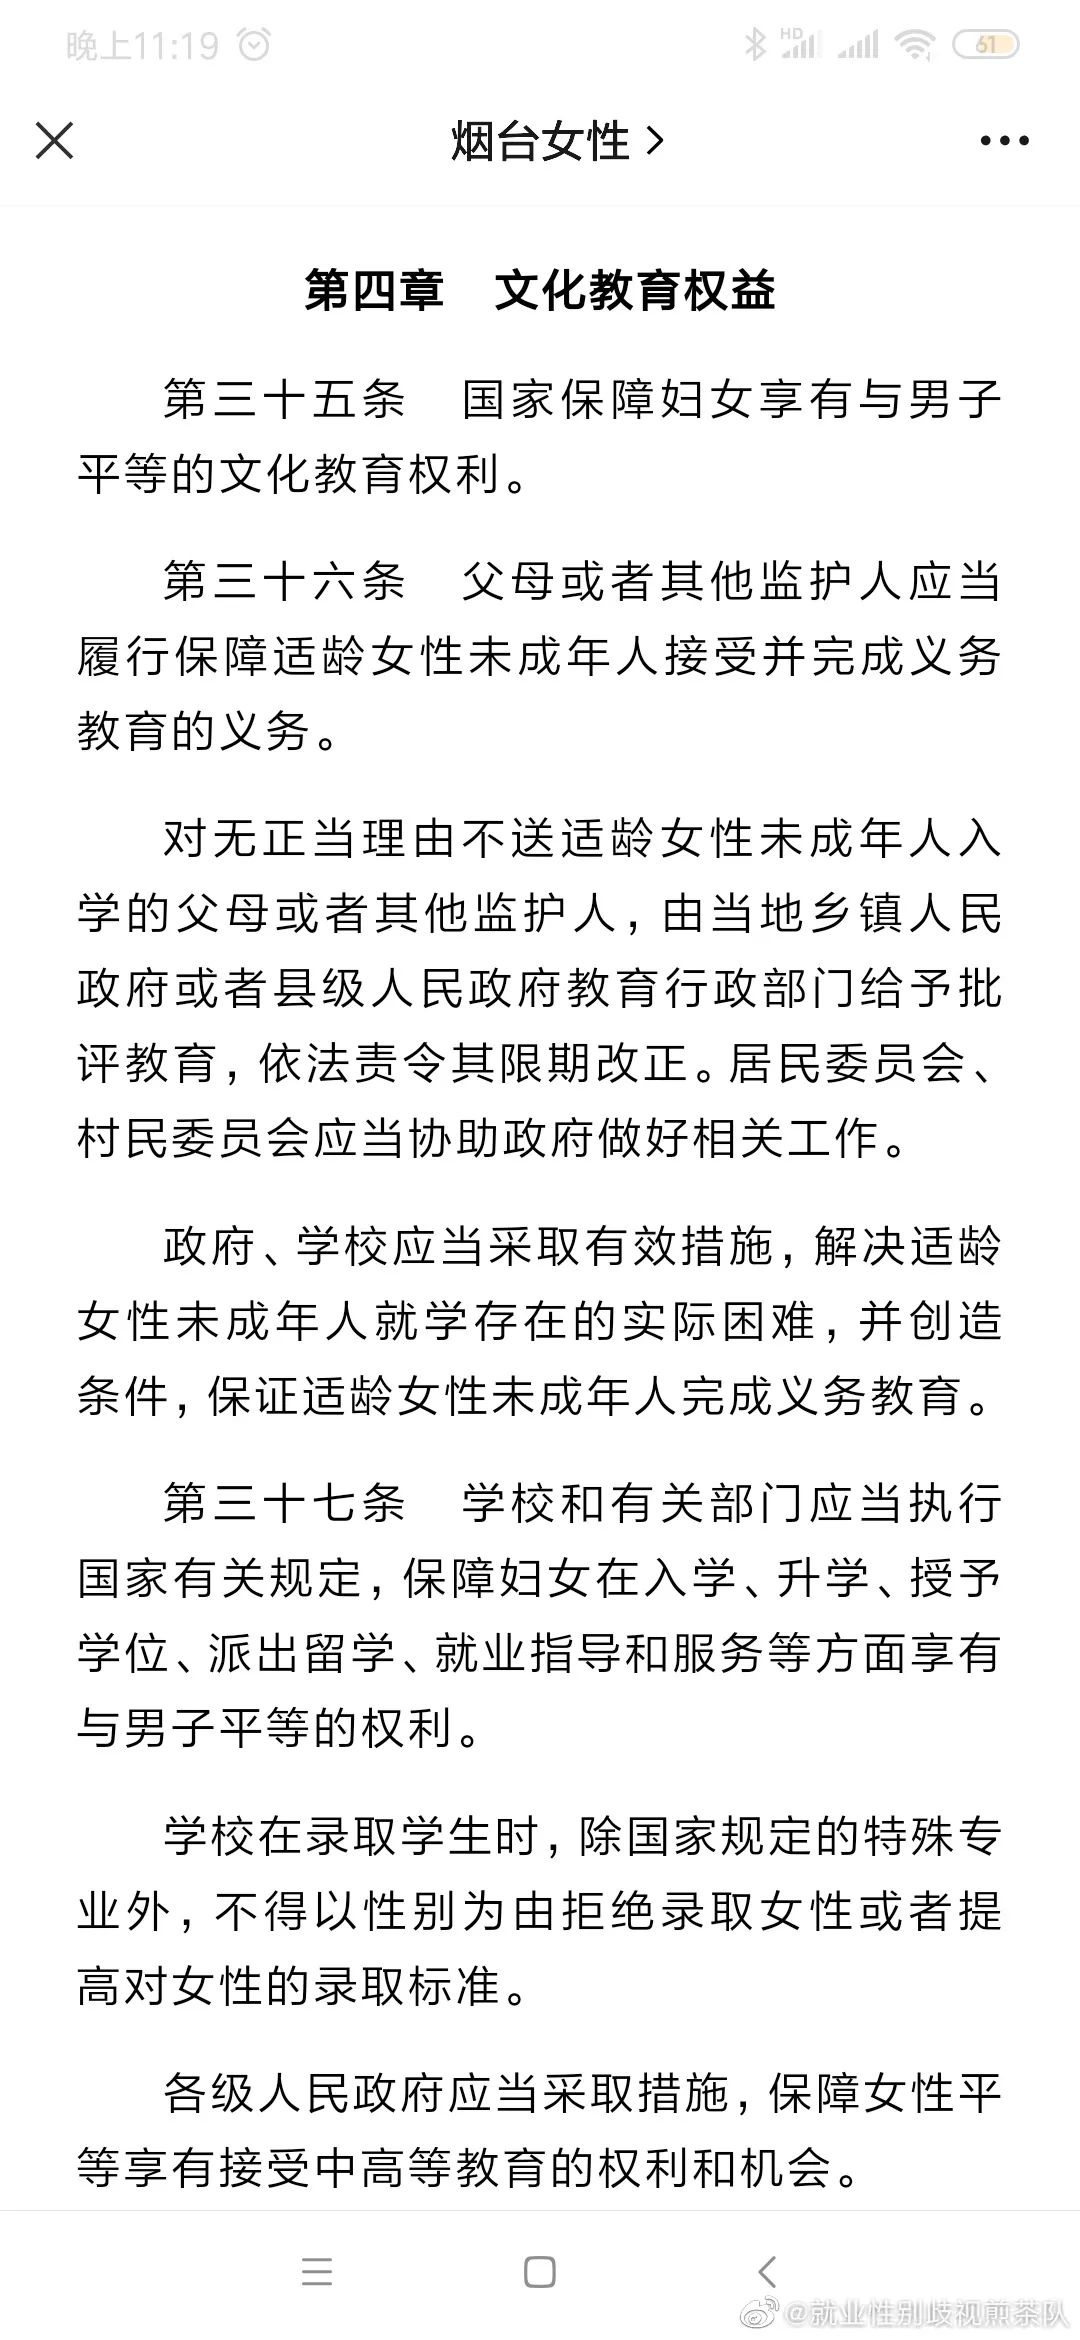 晚上11:19
HD
61
烟台女性
第四章 文化教育权益
第三十五条 国家保障妇女享有与男子
平等的文化教育权利。
第三十六条 父母或者其他监护人应当
履行保障适龄女性未成年人接受并完成义务
教育的义务。
对无正当理由不送适龄女性未成年人入
学的父母或者其他监护人，由当地乡镇人民
政府或者县级人民政府教育行政部门给予批
评教育，依法责令其限期改正。居民委员会、
村民委员会应当协助政府做好相关工作。
政府、学校应当采取有效措施，解决适龄
女性未成年人就学存在的实际困难，并创造
条件，保证适龄女性未成年人完成义务教育。
第三十七条 学校和有关部门应当执行
国家有关规定，保障妇女在入学、升学、授予
学位、派出留学、就业指导和服务等方面享有
与男子平等的权利。
学校在录取学生时，除国家规定的特殊专
业外，不得以性别为由拒绝录取女性或者提
高对女性的录取标准。
各级人民政府应当采取措施，保障女性平
等享有接受中高等教育的权利和机会。
@就业性别歧视煎茶队